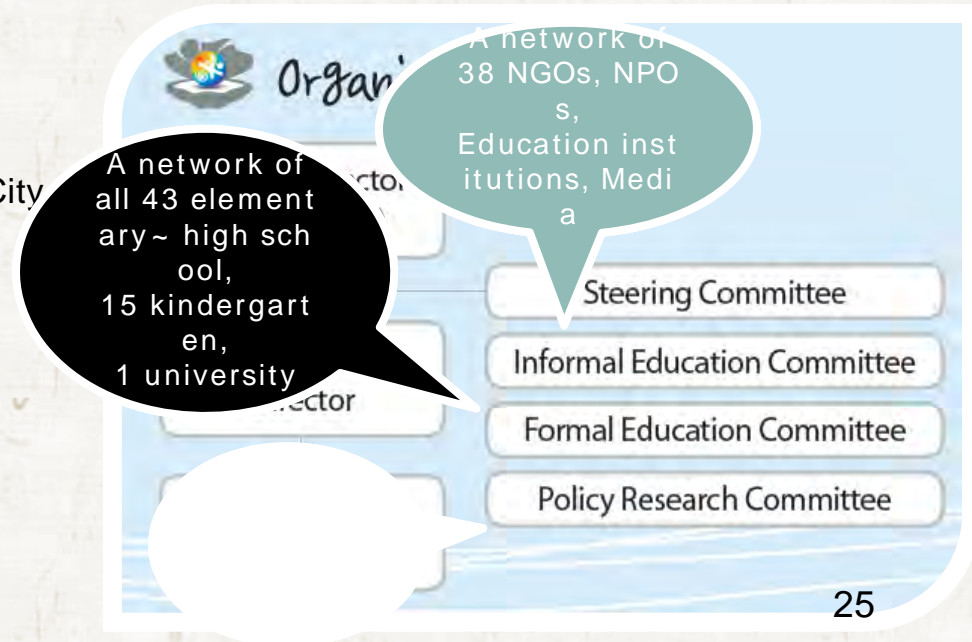 A network of
38 NGOs, NPO
s,
Education inst
itutions, Medi
a
A network of
all 43 element
ary~ high sch
ool,
15 kindergart
en,
1 university
City
Steering Committee
Informal Education Committee
Formal Education Committee
Policy Research Committee
25